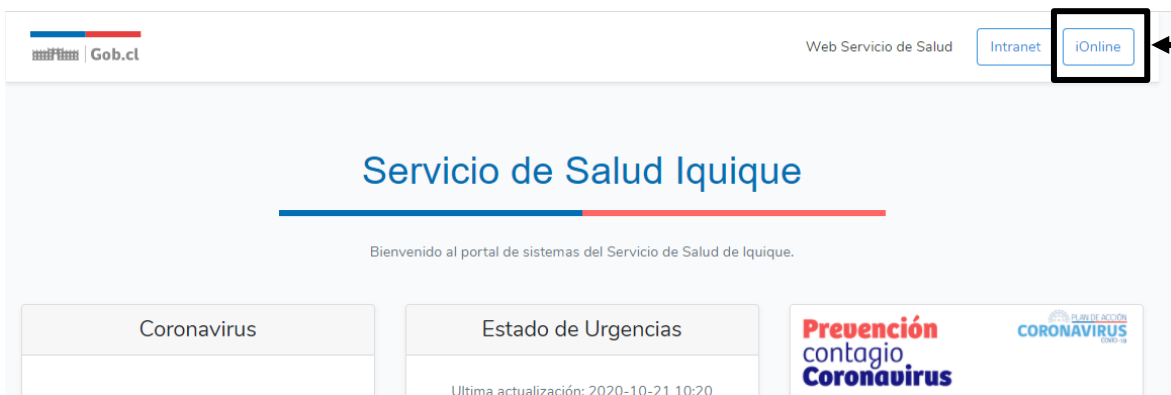 Gob.cl
Web Servicio de Salud
Intranet
iOnline
Servicio de Salud Iquique
Bienvenido al portal de sistemas del Servicio de Salud de Iquique.
Coronavirus
Estado de Urgencias
Ultima actualización: 2020-10-21 10:20
Prevención
contagio
Coronavirus
PLAN DE ACCIÓN
CORONAVIRUS
COVID-19